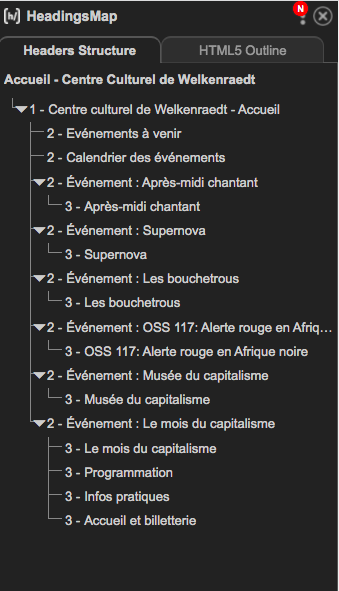 HeadingsMap
N
Headers Structure
HTML5 Outline
Accueil - Centre Culturel de Welkenraedt
1 - Centre culturel de Welkenraedt - Accueil
2 - Evénements à venir
2 - Calendrier des événements
2 - Événement : Après-midi chantant
3 - Après-midi chantant
2 - Événement : Supernova
3 - Supernova
2 - Événement : Les bouchetrous
3 - Les bouchetrous
2 - Événement : OSS 117: Alerte rouge en Afriq...
3 - OSS 117: Alerte rouge en Afrique noire
2 - Événement : Musée du capitalisme
3 - Musée du capitalisme
2 - Événement : Le mois du capitalisme
3 - Le mois du capitalisme
3 - Programmation
3 - Infos pratiques
3 - Accueil et billetterie